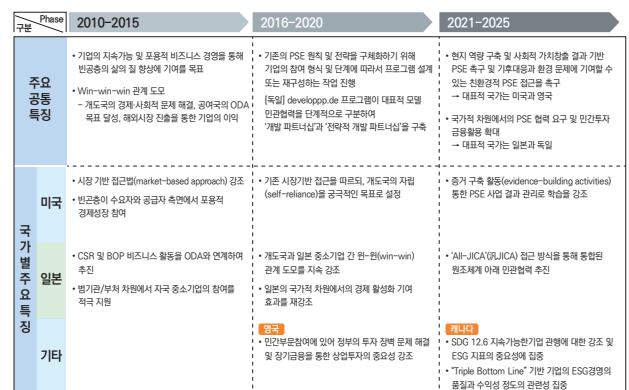 구분
Phase
2010-2015
2016-2020
2021-2025
주요
공통
특징
• 기업의 지속가능 및 포용적 비즈니스 경영을 통해
빈곤층의 삶의 질 향상에 기여를 목표
• Win-win-win 관계 도모
- 개도국의 경제·사회적 문제 해결, 공여국의 ODA
목표 달성, 해외시장 진출을 통한 기업의 이익
• 기존의 PSE 원칙 및 전략을 구체화하기 위해
기업의 참여 형식 및 단계에 따라서 프로그램 설계
또는 재구성하는 작업 진행
[독일] developpp.de 프로그램이 대표적 모델
민관협력을 단계적으로 구분하여
'개발 파트너십'과 '전략적 개발 파트너십'을 구축
• 현지 역량 구축 및 사회적 가치창출 결과 기반
PSE 촉구 및 기후대응과 환경 문제에 기여할 수
있는 친환경적 PSE 접근을 촉구
→ 대표적 국가는 미국과 영국
• 국가적 차원에서의 PSE 협력 요구 및 민간투자
금융활용 확대
→ 대표적 국가는 일본과 독일
국가별주요특징
미국
• 시장 기반 접근법(market-based approach) 강조
• 빈곤층이 수요자와 공급자 측면에서 포용적
경제성장 참여
• 기존 시장기반 접근을 따르되, 개도국의 자립
(self-reliance)을 궁극적인 목표로 설정
• 증거 구축 활동(evidence-building activities)
통한 PSE 사업 결과 관리로 학습을 강조
일본
• CSR 및 BOP 비즈니스 활동을 ODA와 연계하여
추진
• 범기관/부처 차원에서 자국 중소기업의 참여를
적극 지원
• 개도국과 일본 중소기업 간 윈-윈(win-win)
관계 도모를 지속 강조
• 일본의 국가적 차원에서의 경제 활성화 기여
효과를 재강조
• 'All-JICA'(汎JICA) 접근 방식을 통해 통합된
원조체계 아래 민관협력 추진
기타
영국
• 민간부문참여에 있어 정부의 투자 장벽 문제 해결
및 장기금융을 통한 상업투자의 중요성 강조
캐나다
• SDG 12.6 지속가능한기업 관행에 대한 강조 및
ESG 지표의 중요성에 집중
• "Triple Bottom Line" 기반 기업의 ESG경영의
품질과 수익성 정도의 관련성 집중